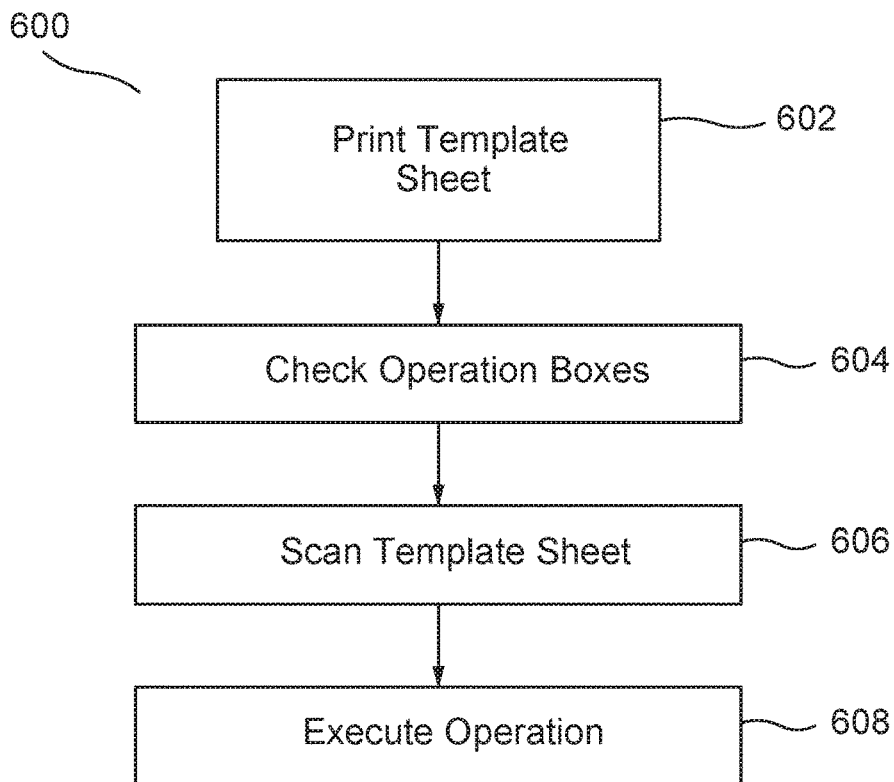 600
Print Template
Sheet
602
Check Operation Boxes
604
Scan Template Sheet
606
Execute Operation
608